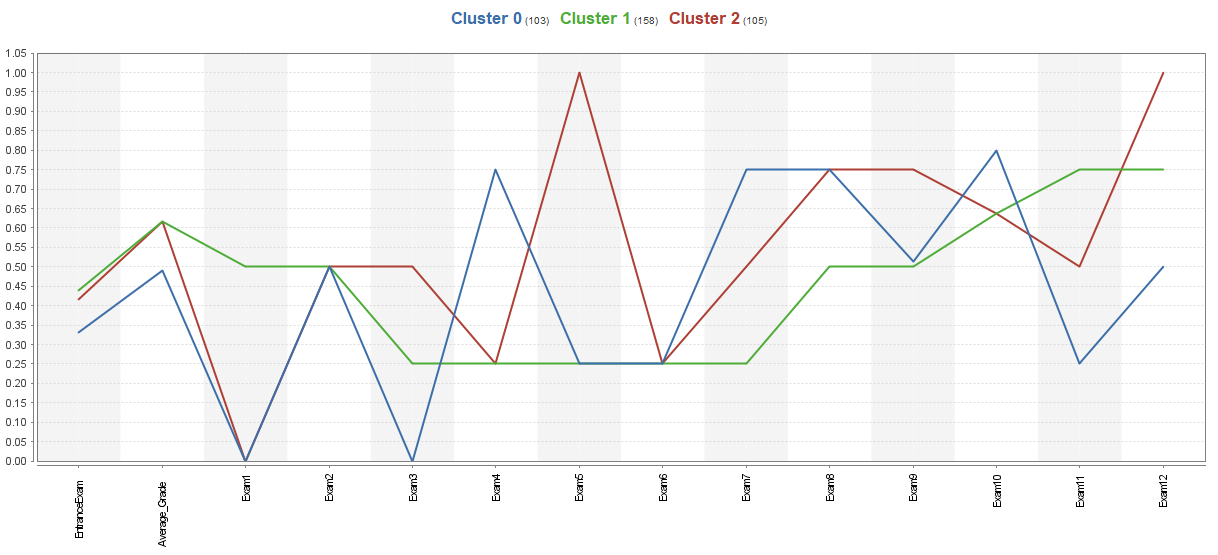 Cluster 0 (103) Cluster 1 (158) Cluster 2 (105)
1.05
1.00
0.95
0.90
0.85
0.80
0.75
0.70
0.65
0.60
0.55
0.50
0.45
0.40
0.35
0.30
0.25
0.20
0.15
0.10
0.05
0.00
EntranceExam
Average_Grade
Exam1
Exam2
Exam3
Exam4
Exam5
Exam6
Exam7
Exam8
Exam9
Exam10
Exam11
Exam12